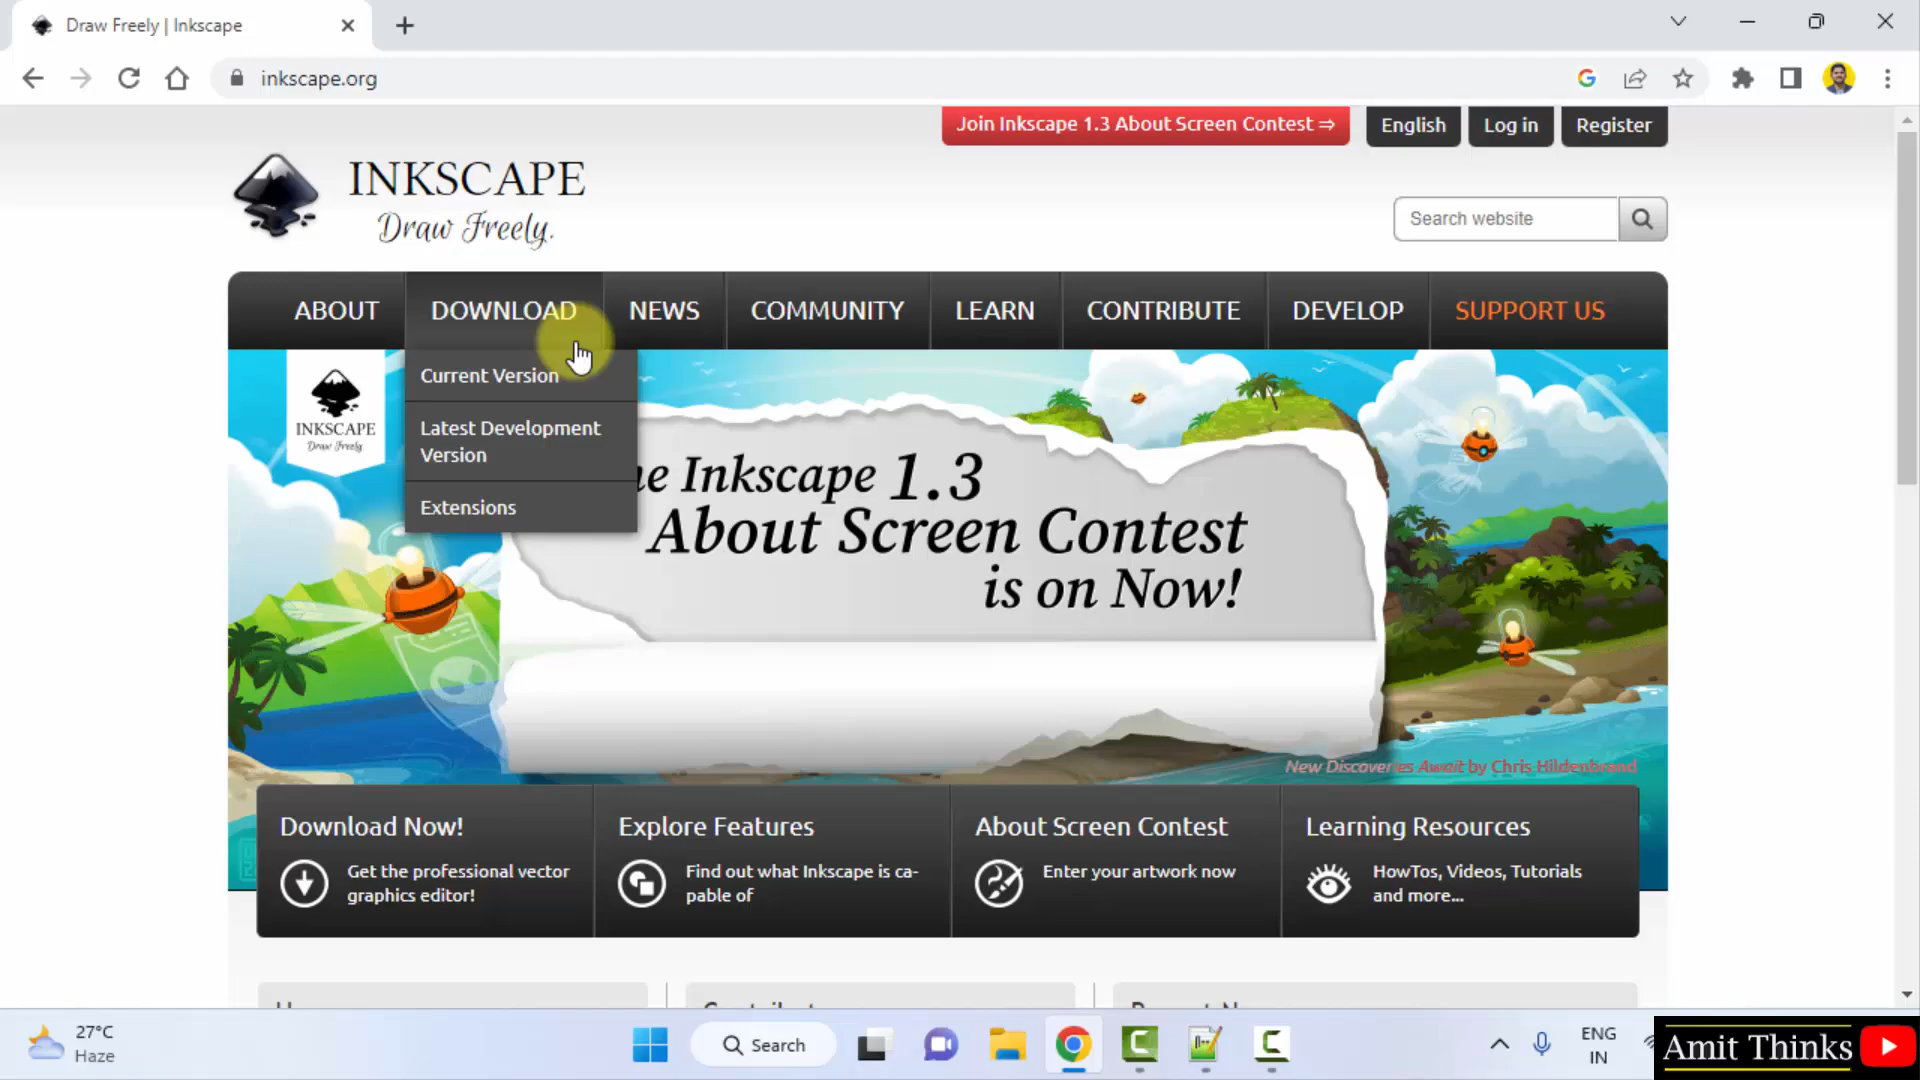 Draw Freely | Inkscape
inkscape.org
Join Inkscape 1.3 About Screen Contest ⇒
English
Log in
Register
INKSCAPE
Draw Freely.
Search website
ABOUT
DOWNLOAD
NEWS
COMMUNITY
LEARN
CONTRIBUTE
DEVELOP
SUPPORT US
INKSCAPE
Draw Freely
Current Version
Latest Development
Version
Extensions
Inkscape 1.3
About Screen Contest
is on Now!
New Discoveries Await by Chris Hildenbrand
Download Now!
Get the professional vector
graphics editor!
Explore Features
Find out what Inkscape is ca-
pable of
About Screen Contest
Enter your artwork now
Learning Resources
HowTos, Videos, Tutorials
and more...
27°C
Haze
Search
ENG
IN
Amit Thinks